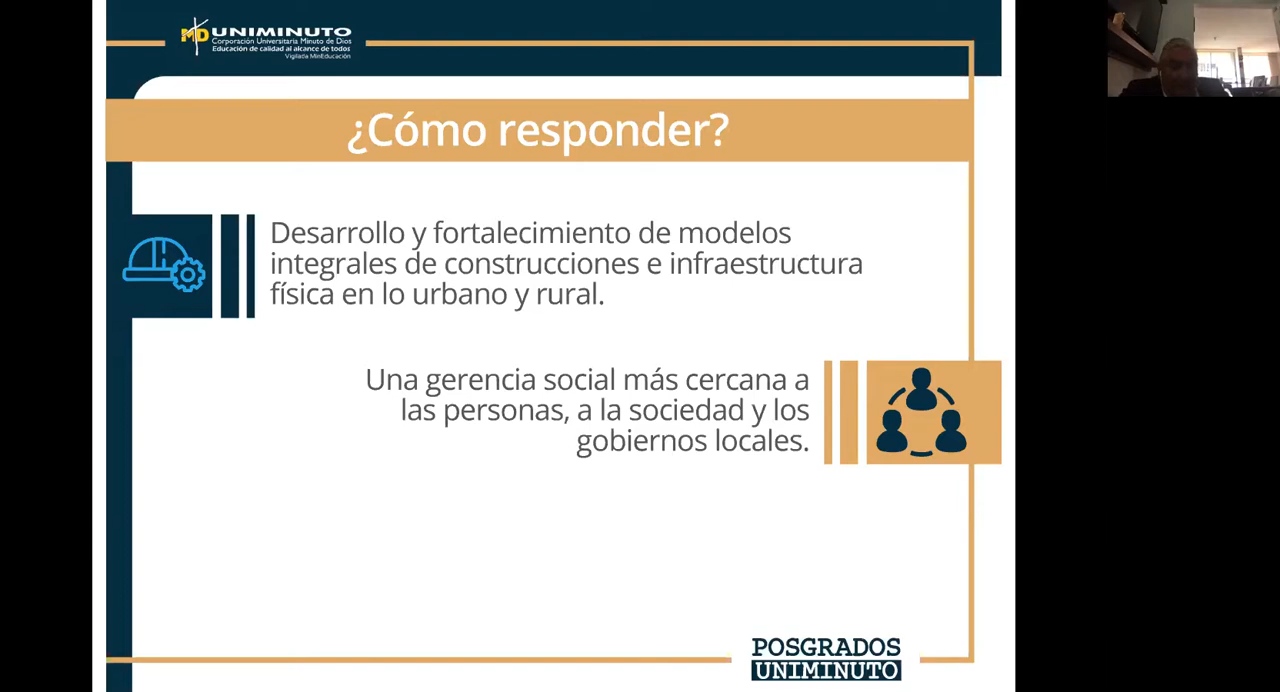 MD UNIMINUTO
Corporación Universitaria Minuto de Dios
Educación de calidad al alcance de todos
Vigilada MinEducación
¿Cómo responder?
Desarrollo y fortalecimiento de modelos
integrales de construcciones e infraestructura
física en lo urbano y rural.
Una gerencia social más cercana a
las personas, a la sociedad y los
gobiernos locales.
POSGRADOS
UNIMINUTO